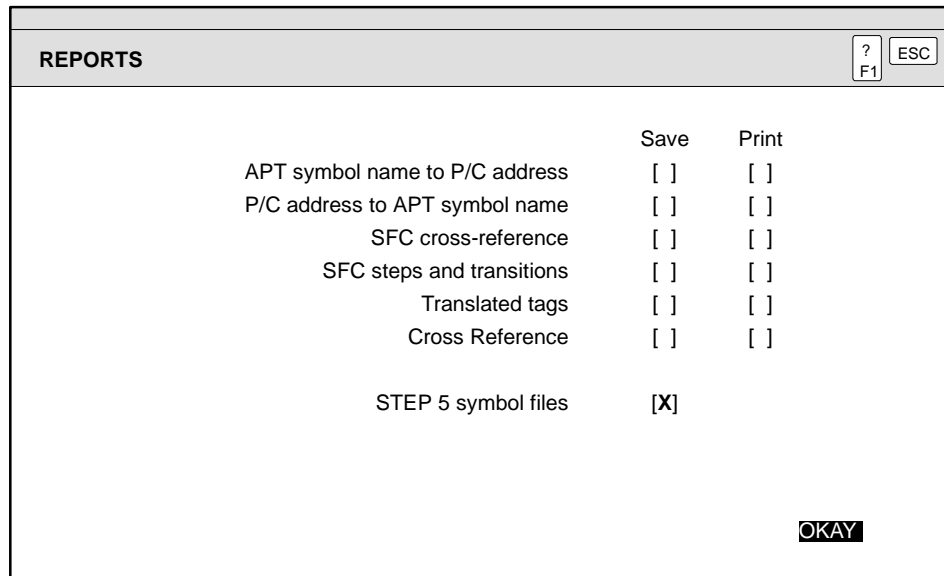 REPORTS ? F1 ESC
Save Print
APT symbol name to P/C address [ ] [ ]
P/C address to APT symbol name [ ] [ ]
SFC cross-reference [ ] [ ]
SFC steps and transitions [ ] [ ]
Translated tags [ ] [ ]
Cross Reference [ ] [ ]
STEP 5 symbol files [X]
OKAY